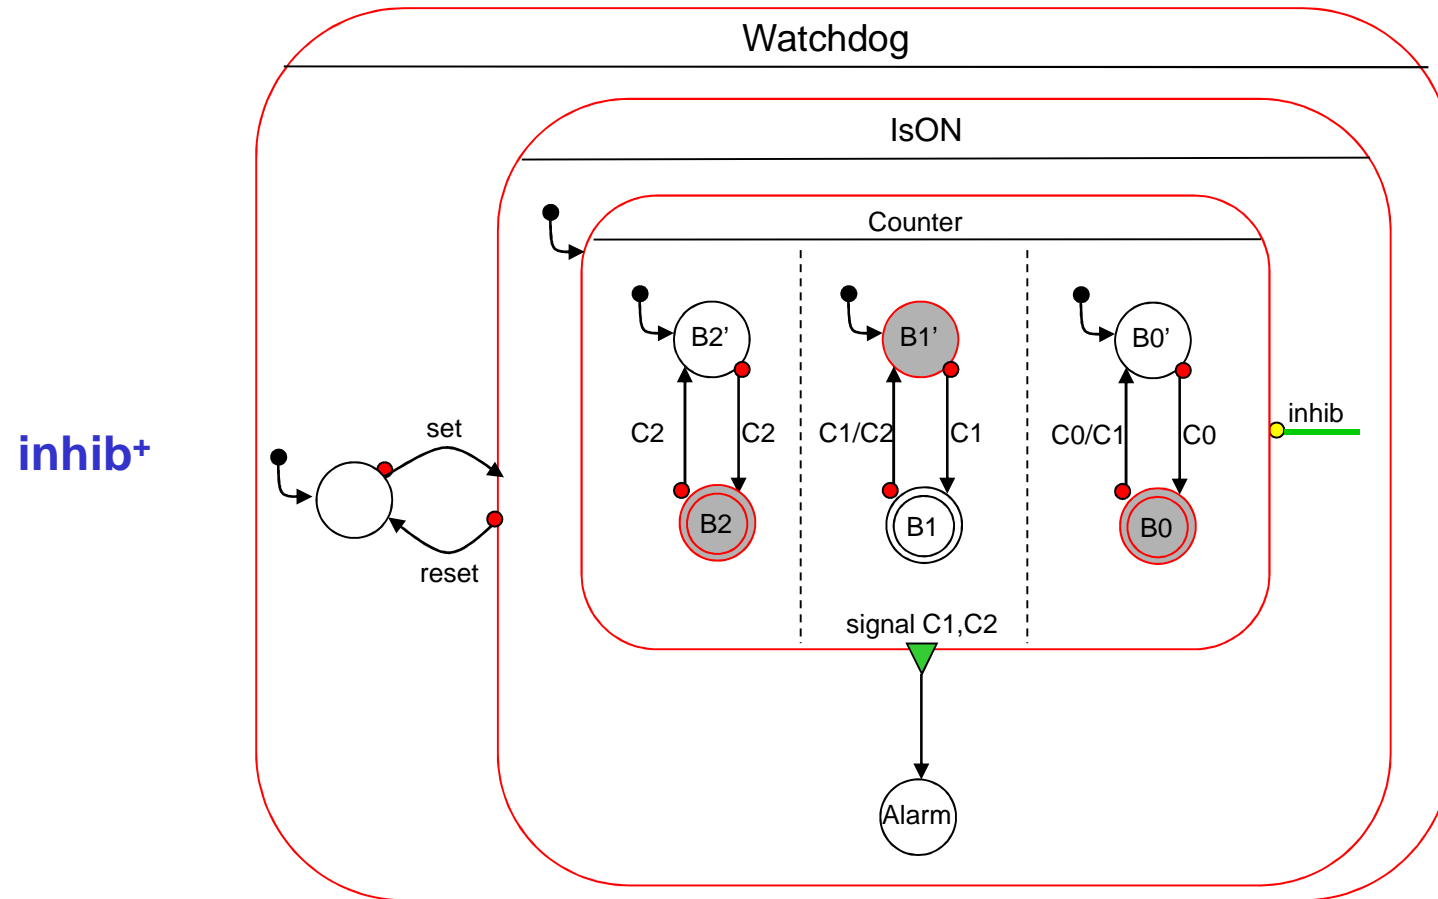 Watchdog
IsON
Counter
B2’
B1’
B0’
inhib
set
C2
C2
C1/C2
C1
C0/C1
C0
inhib+
B2
B1
B0
reset
signal C1,C2
Alarm